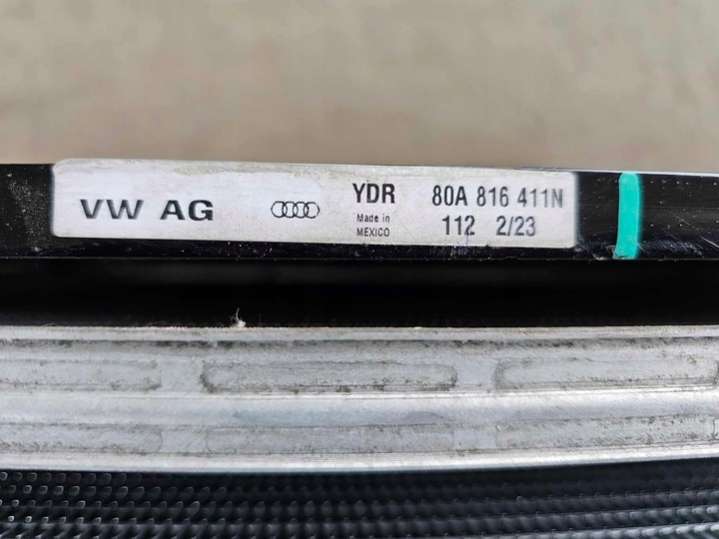 VW AG YDR 80A 816 411N
Made in 112 2/23
MEXICO